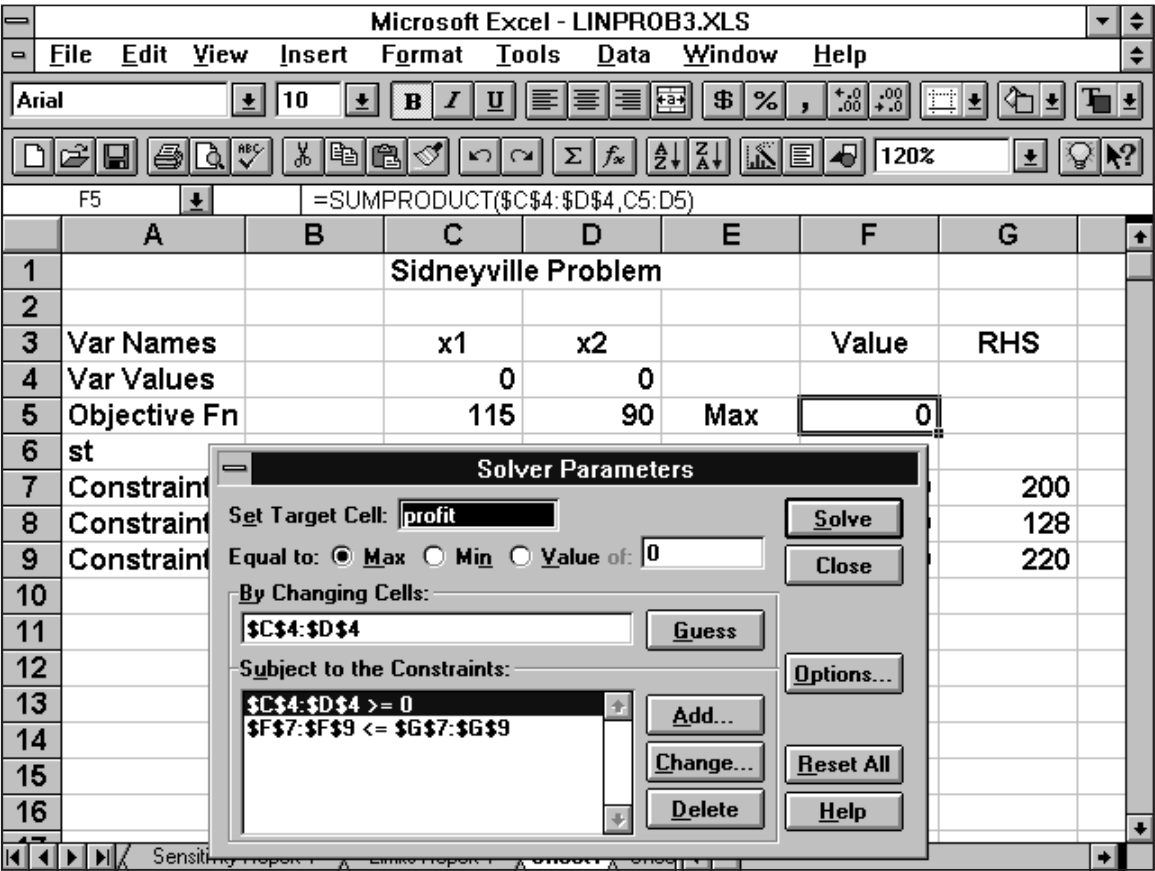 Microsoft Excel - LINPROB3.XLS
File Edit View Insert Format Tools Data Window Help
Arial 10 B I U $ % , .0 .00 .00 .0
ABC Σ f A Z Z A 120% ?
F5 =SUMPRODUCT($C$4:$D$4,C5:D5)
A B C D E F G
1 Sidneyville Problem
2
3 Var Names x1 x2 Value RHS
4 Var Values 0 0
5 Objective Fn 115 90 Max 0
6 st
7 Constraint 200
8 Constraint 128
9 Constraint 220
10
11
12
13
14
15
16
Solver Parameters
Set Target Cell: profit Solve
Equal to: Max Min Value of: 0 Close
By Changing Cells:
$C$4:$D$4 Guess
Subject to the Constraints: Options...
$C$4:$D$4 >= 0 Add...
$F$7:$F$9 <= $G$7:$G$9
Change... Reset All
Delete Help